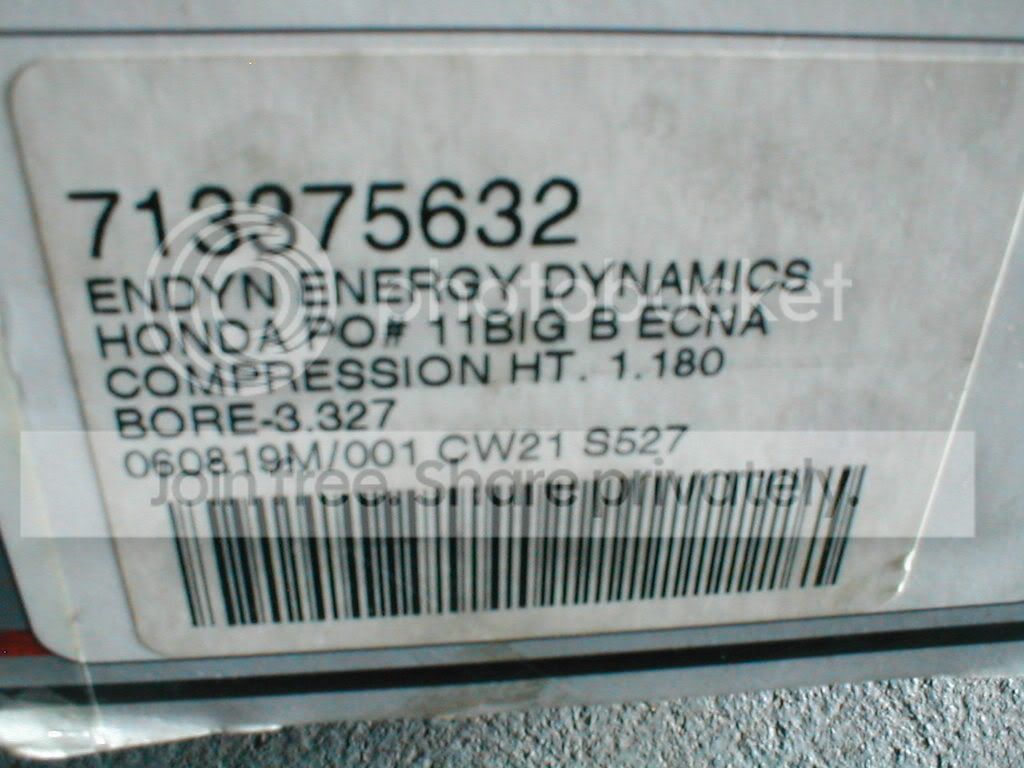 713375632
ENDYN ENERGY DYNAMICS
HONDA PO# 11BIG B ECNA
COMPRESSION HT. 1.180
BORE-3.327
060819M/001 CW21 S527
photobucket
Join free. Share privately.